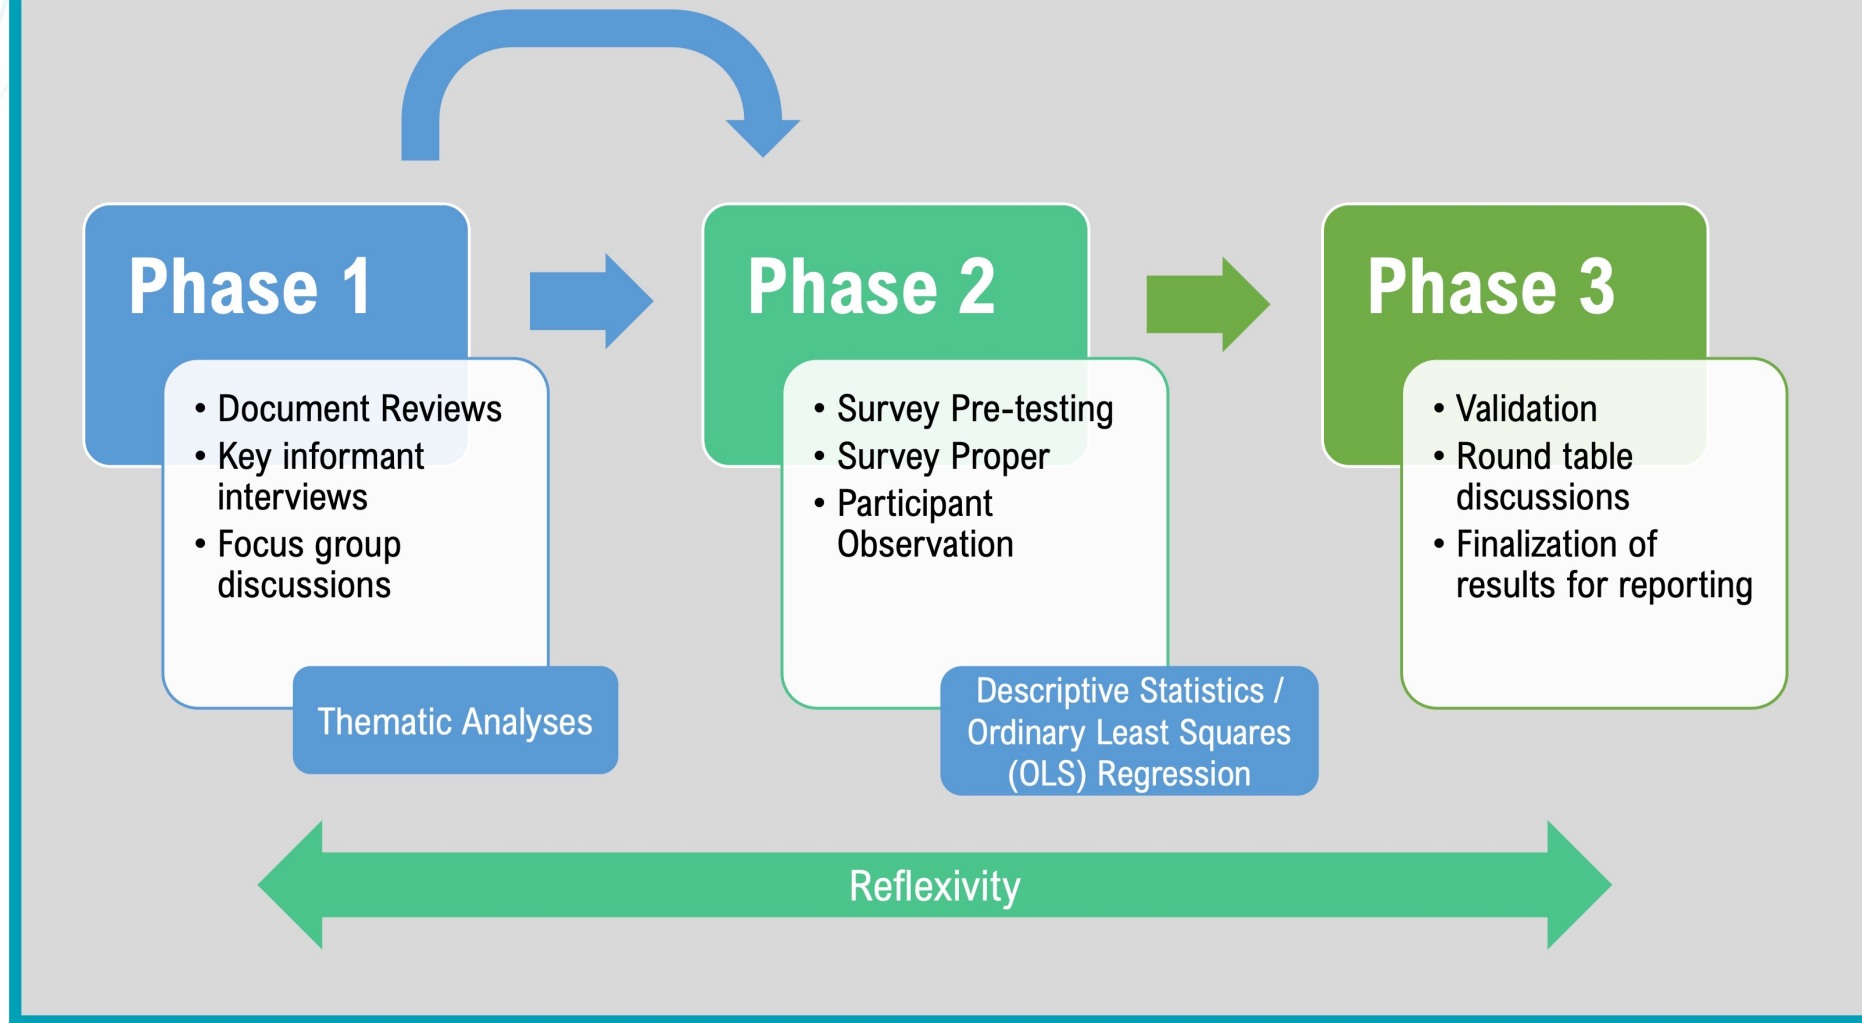 Phase 1
• Document Reviews
• Key informant
interviews
• Focus group
discussions
Thematic Analyses
Phase 2
• Survey Pre-testing
• Survey Proper
• Participant
Observation
Descriptive Statistics /
Ordinary Least Squares
(OLS) Regression
Phase 3
• Validation
• Round table
discussions
• Finalization of
results for reporting
Reflexivity